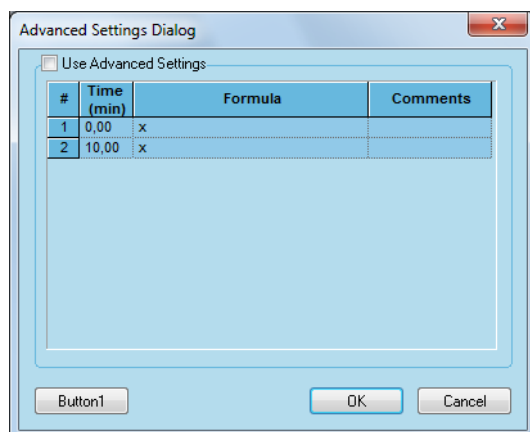 Advanced Settings Dialog
Use Advanced Settings
# Time (min) Formula Comments
1 0,00 x
2 10,00 x
Button1 OK Cancel